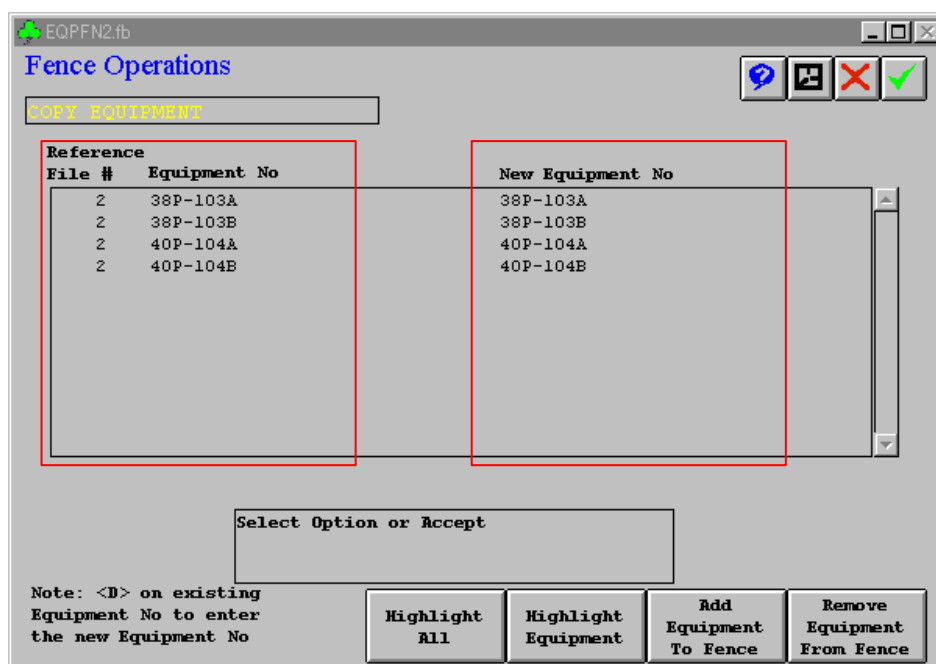 EQPFN2.fb
Fence Operations
COPY EQUIPMENT
Reference
File # Equipment No New Equipment No
2 38P-103A 38P-103A
2 38P-103B 38P-103B
2 40P-104A 40P-104A
2 40P-104B 40P-104B
Select Option or Accept
Note: <D> on existing
Equipment No to enter
the new Equipment No
Highlight
All
Highlight
Equipment
Add
Equipment
To Fence
Remove
Equipment
From Fence